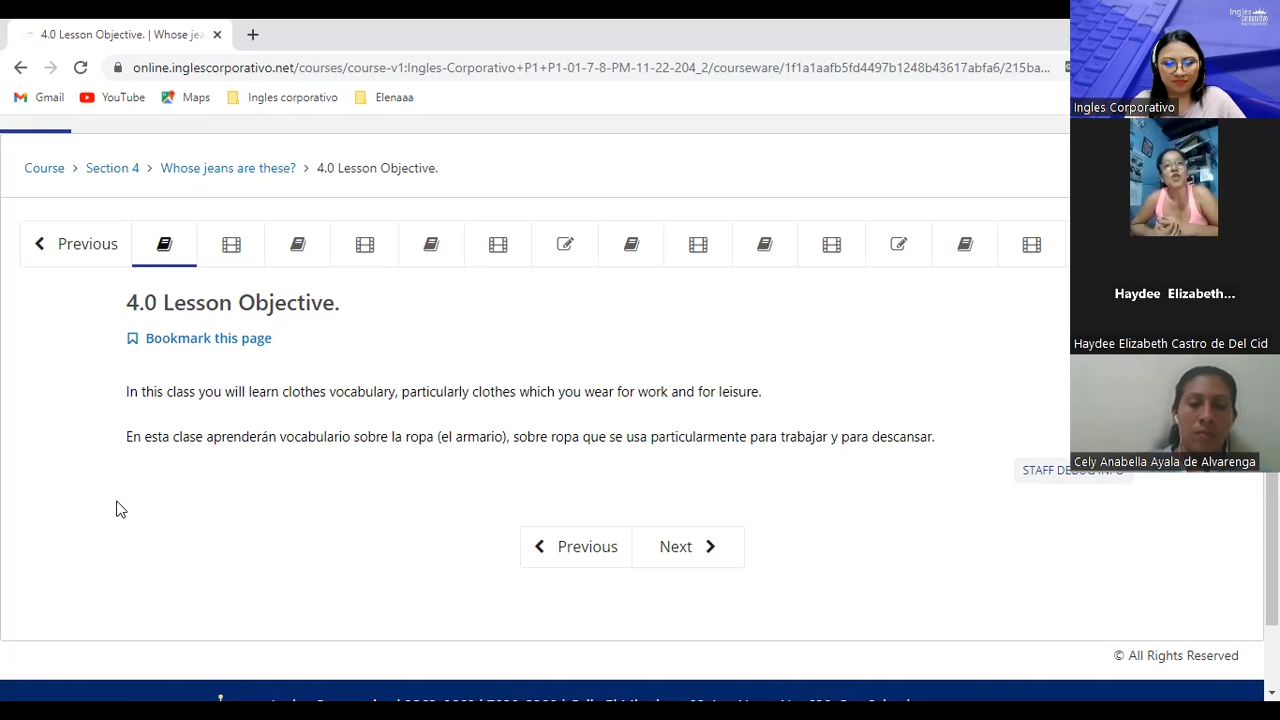 4.0 Lesson Objective. | Whose jea
online.inglescorporativo.net/courses/course-v1:Ingles-Corporativo+P1+P1-01-7-8-PM-11-22-204_2/courseware/1f1a1aafb5fd4497b1248b43617abfa6/215ba...
Gmail YouTube Maps Ingles corporativo Elenaaa
Course > Section 4 > Whose jeans are these? > 4.0 Lesson Objective.
Previous
4.0 Lesson Objective.
Bookmark this page
In this class you will learn clothes vocabulary, particularly clothes which you wear for work and for leisure.
En esta clase aprenderán vocabulario sobre la ropa (el armario), sobre ropa que se usa particularmente para trabajar y para descansar.
STAFF DEBUG INFO
Previous Next
© All Rights Reserved
Ingles Corporativo
Haydee Elizabeth...
Haydee Elizabeth Castro de Del Cid
Cely Anabella Ayala de Alvarenga